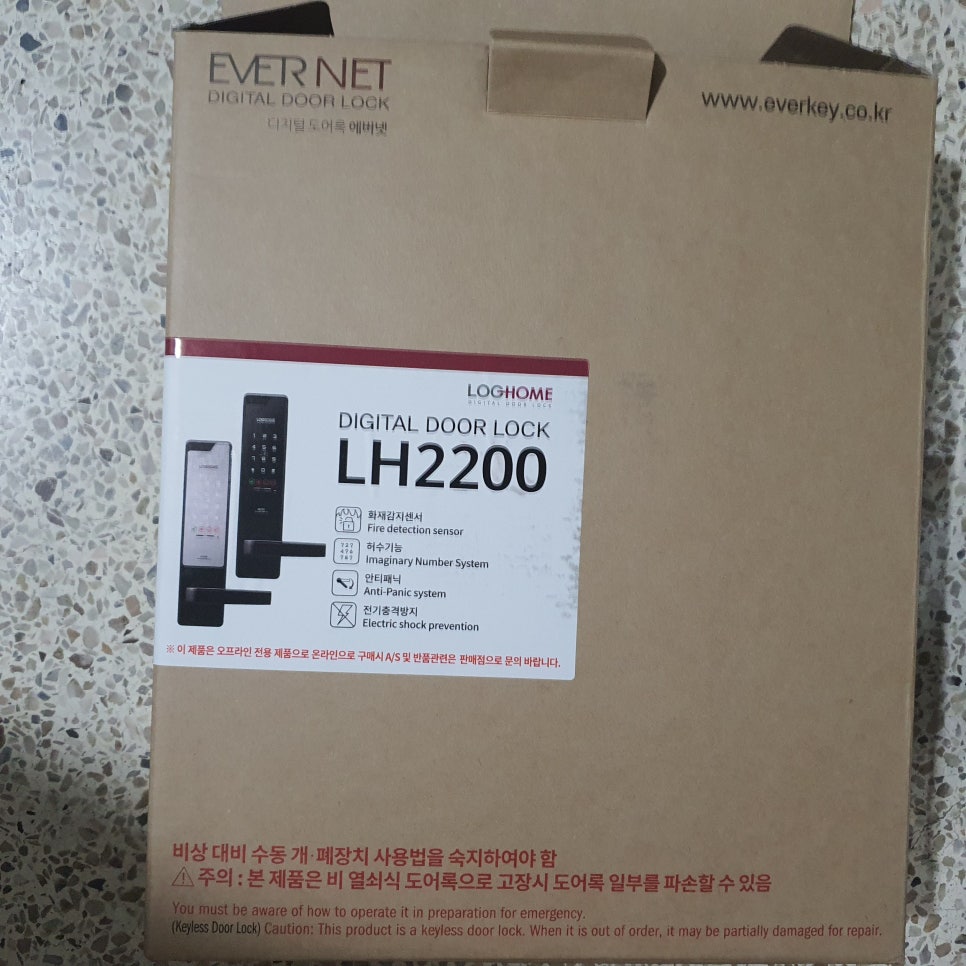 EVERNET
DIGITAL DOOR LOCK
디지털 도어록 에버넷
www.everkey.co.kr
LOGHOME
DIGITAL DOOR LOCK
DIGITAL DOOR LOCK
LH2200
화재감지센서
Fire detection sensor
허수기능
Imaginary Number System
안티패닉
Anti-Panic system
전기충격방지
Electric shock prevention
※ 이 제품은 오프라인 전용 제품으로 온라인으로 구매시 A/S 및 반품관련은 판매점으로 문의 바랍니다.
비상 대비 수동 개·폐장치 사용법을 숙지하여야 함
⚠ 주의 : 본 제품은 비 열쇠식 도어록으로 고장시 도어록 일부를 파손할 수 있음
You must be aware of how to operate it in preparation for emergency.
(Keyless Door Lock) Caution: This product is a keyless door lock. When it is out of order, it may be partially damaged for repair.